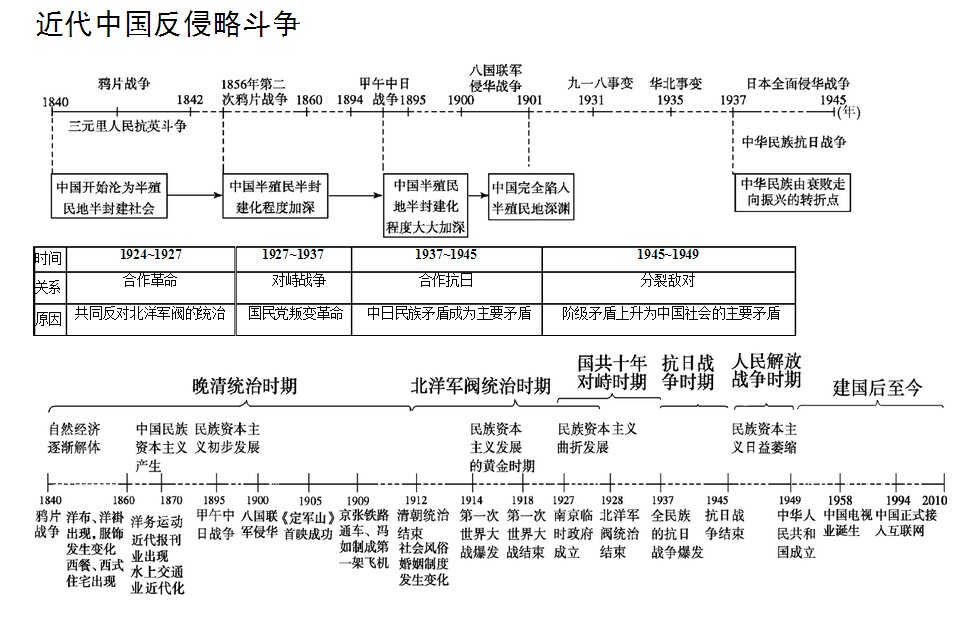 近代中国反侵略斗争
鸦片战争
1856年第二
次鸦片战争
甲午中日
战争
八国联军
侵华战争
九一八事变
华北事变
日本全面侵华战争
1840
1842
1860
1894
1895
1900
1901
1931
1935
1937
1945
(年)
三元里人民抗英斗争
中华民族抗日战争
中国开始沦为半殖
民地半封建社会
中国半殖民半封
建化程度加深
中国半殖民
地半封建化
程度大大加深
中国完全陷入
半殖民地深渊
中华民族由衰败走
向振兴的转折点
时间 1924~1927 1927~1937 1937~1945 1945~1949
关系 合作革命 对峙战争 合作抗日 分裂敌对
原因 共同反对北洋军阀的统治 国民党叛变革命 中日民族矛盾成为主要矛盾 阶级矛盾上升为中国社会的主要矛盾
晚清统治时期
北洋军阀统治时期
国共十年
对峙时期
抗日战
争时期
人民解放
战争时期
建国后至今
自然经济
逐渐解体
中国民族
资本主义
产生
民族资本主
义初步发展
民族资本
主义发展
的黄金时期
民族资本主义
曲折发展
民族资本主
义日益萎缩
1840
1860
1870
1895
1900
1905
1909
1912
1914
1918
1927
1928
1937
1945
1949
1958
1994
2010
鸦片
战争
洋布、洋褂
出现,服饰
发生变化
西餐、西式
住宅出现
洋务运动
近代报刊
业出现
水上交通
业近代化
甲午中
日战争
八国联
军侵华
《定军山》
首映成功
京张铁路
通车、冯
如制成第
一架飞机
清朝统治
结束
社会风俗
婚姻制度
发生变化
第一次
世界大
战爆发
第一次
世界大
战结束
南京临
时政府
成立
北洋军
阀统治
结束
全民族
的抗日
战争爆发
抗日战
争结束
中华人
民共和
国成立
中国电视
业诞生
中国正式接
入互联网